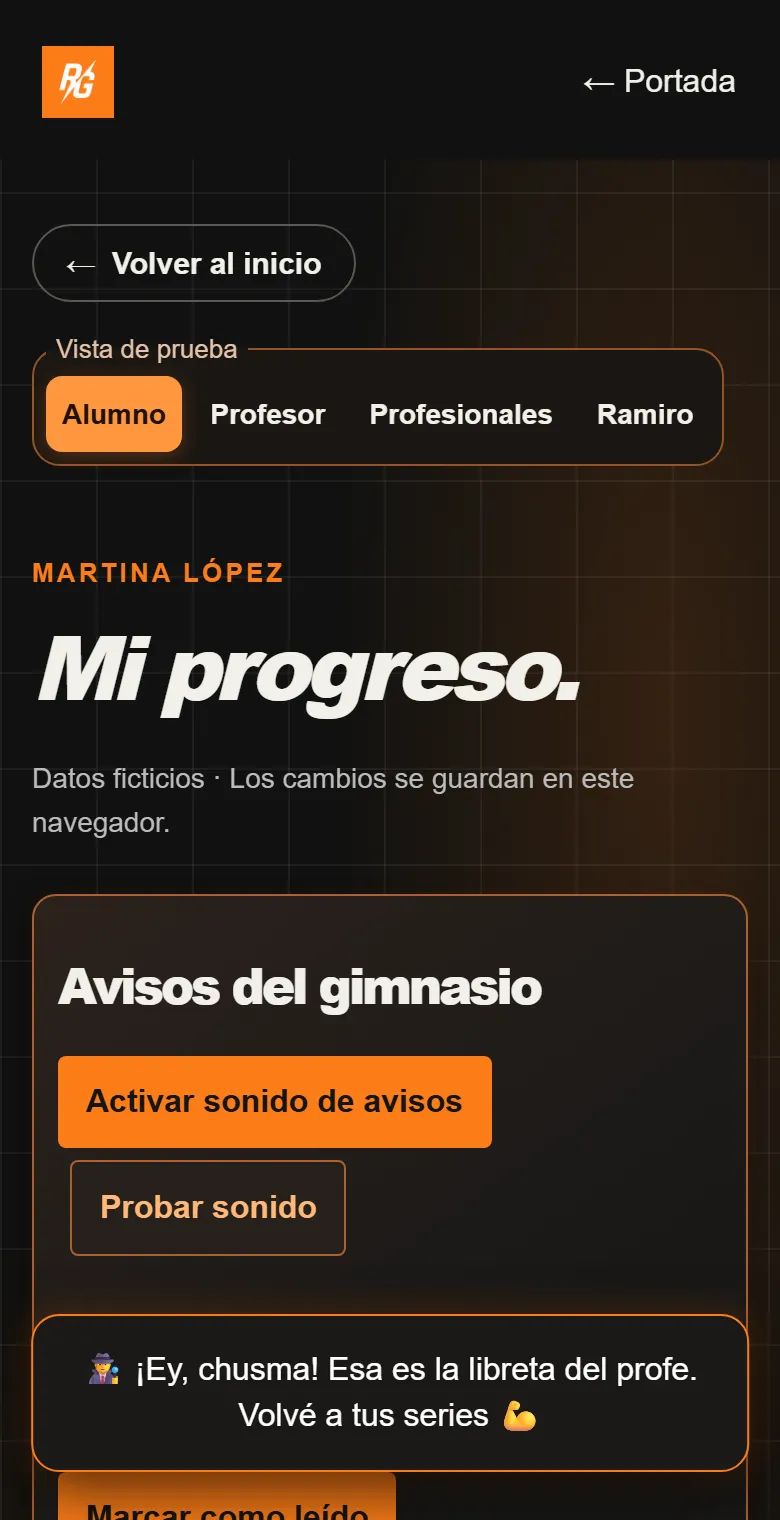 RG
← Portada
← Volver al inicio
Vista de prueba
Alumno Profesor Profesionales Ramiro
MARTINA LÓPEZ
Mi progreso.
Datos ficticios · Los cambios se guardan en este
navegador.
Avisos del gimnasio
Activar sonido de avisos
Probar sonido
🕵️‍♀️ ¡Ey, chusma! Esa es la libreta del profe.
Volvé a tus series 💪
Marcar como leído